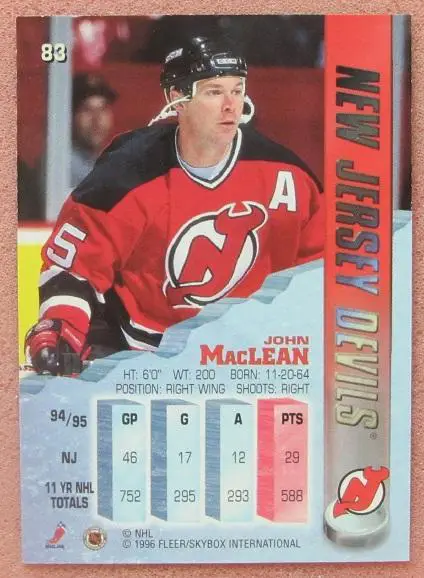 83
NEW JERSEY DEVILS
A
5
JOHN
MACLEAN
HT: 6'0" WT: 200 BORN: 11-20-64
POSITION: RIGHT WING SHOOTS: RIGHT
94/95 GP G A PTS
NJ 46 17 12 29
11 YR NHL
TOTALS 752 295 293 588
© NHL
© 1996 FLEER/SKYBOX INTERNATIONAL